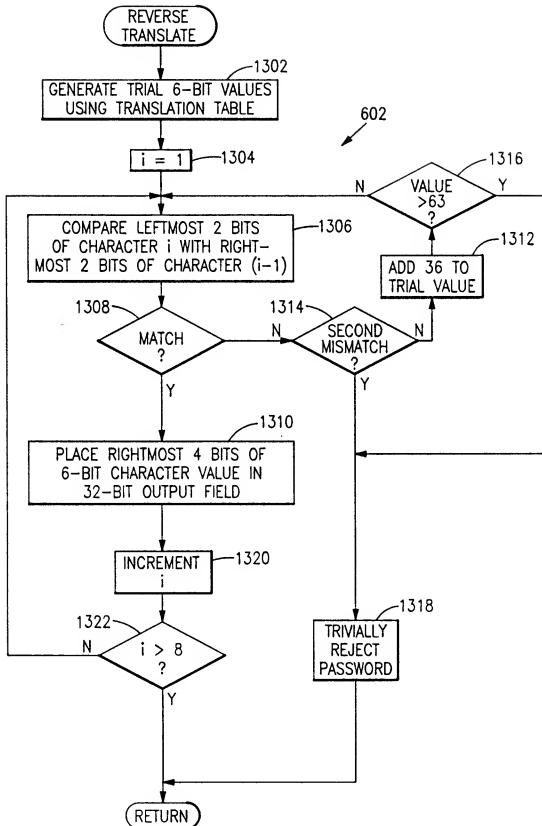 REVERSE
TRANSLATE
1302
GENERATE TRIAL 6-BIT VALUES
USING TRANSLATION TABLE
602
i = 1
1304
1316
N
VALUE
>63
?
Y
COMPARE LEFTMOST 2 BITS
OF CHARACTER i WITH RIGHT-
MOST 2 BITS OF CHARACTER (i-1)
1306
1312
ADD 36 TO
TRIAL VALUE
1308
MATCH
?
N
Y
1314
SECOND
MISMATCH
?
N
Y
1310
PLACE RIGHTMOST 4 BITS OF
6-BIT CHARACTER VALUE IN
32-BIT OUTPUT FIELD
INCREMENT
i
1320
1322
N
i > 8
?
Y
1318
TRIVIALLY
REJECT
PASSWORD
RETURN